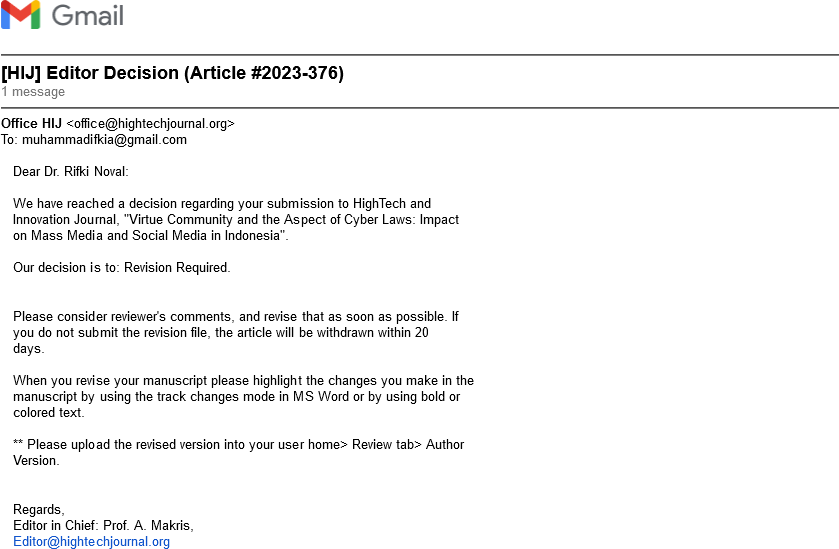 Gmail
[HIJ] Editor Decision (Article #2023-376)
1 message
Office HIJ <office@hightechjournal.org>
To: muhammadifkia@gmail.com
Dear Dr. Rifki Noval:
We have reached a decision regarding your submission to HighTech and
Innovation Journal, "Virtue Community and the Aspect of Cyber Laws: Impact
on Mass Media and Social Media in Indonesia".
Our decision is to: Revision Required.
Please consider reviewer's comments, and revise that as soon as possible. If
you do not submit the revision file, the article will be withdrawn within 20
days.
When you revise your manuscript please highlight the changes you make in the
manuscript by using the track changes mode in MS Word or by using bold or
colored text.
** Please upload the revised version into your user home> Review tab> Author
Version.
Regards,
Editor in Chief: Prof. A. Makris,
Editor@hightechjournal.org